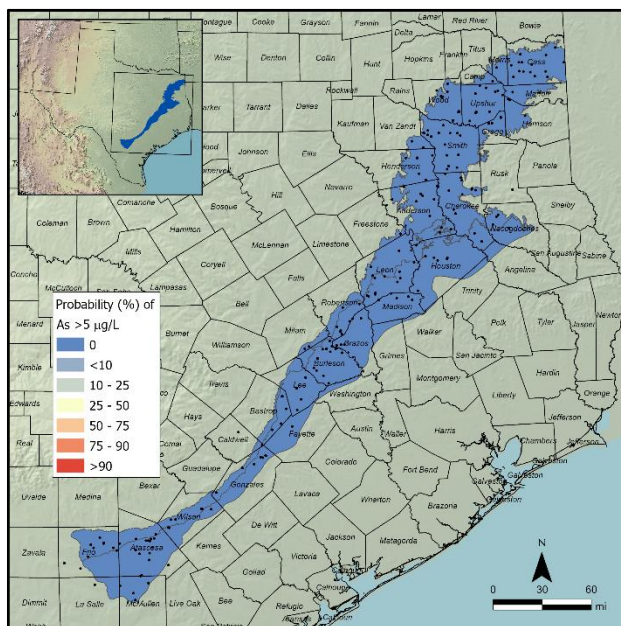 Montague
Cooke
Grayson
Fannin
Lamar
Red River
Bowie
Delta
Titus
Franklin
Hopkins
Morris
Cass
Wise
Denton
Collin
Hunt
Camp
Rains
Wood
Upshur
Marion
Rockwall
Parker
Tarrant
Dallas
Kaufman
Van Zandt
Gregg
Harrison
Smith
Johnson
Ellis
Henderson
Rusk
Panola
Somervell
Hill
Navarro
Cherokee
Anderson
Shelby
Comanche
Bosque
Freestone
Nacogdoches
Brown
Hamilton
Coleman
McLennan
Limestone
San Augustine
Sabine
Mills
Leon
Houston
Angelina
Concho
Coryell
Falls
Trinity
McCulloch
Lampasas
Robertson
Madison
Bell
Newton
Menard
Milam
Walker
Polk
Tyler
Jasper
Burnet
Brazos
Grimes
Williamson
San Jacinto
Kimble
Burleson
Montgomery
Hardin
Travis
Lee
Washington
Liberty
Orange
Edwards
Bastrop
Hays
Austin
Waller
Harris
Jefferson
Real
Comal
Caldwell
Fayette
Chambers
Jefferson
Guadalupe
Colorado
Galveston
Bexar
Fort Bend
Galveston
Uvalde
Medina
Gonzales
Lavaca
Wharton
Brazoria
Galveston
Wilson
De Witt
Zavala
Frio
Atascosa
Karnes
Jackson
Matagorda
Victoria
Goliad
Calhoun
Dimmit
La Salle
McMullen
Live Oak
Bee
Calhoun
Refugio
Calhoun
Probability (%) of
As >5 µg/L
0
<10
10 - 25
25 - 50
50 - 75
75 - 90
>90
N
0
30
60
mi